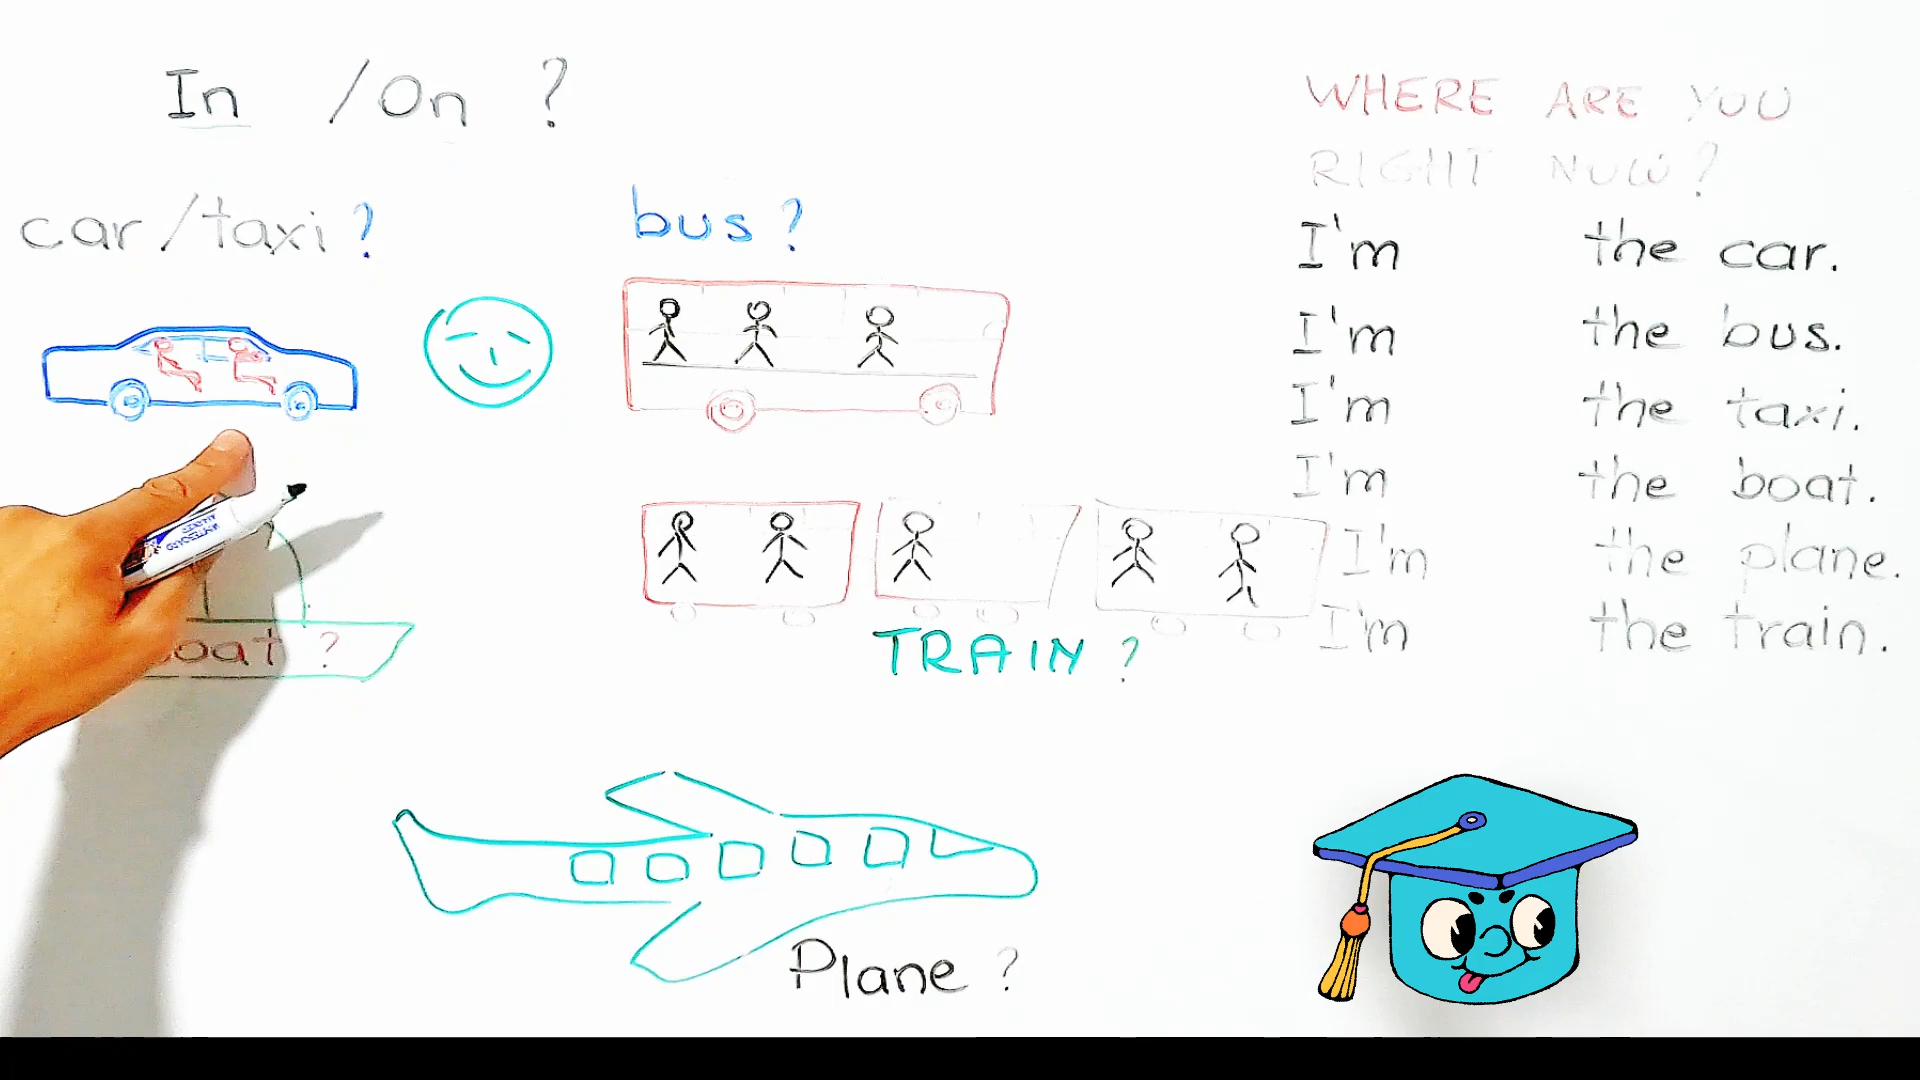 In / On ?
car/taxi?
bus?
TRAIN ?
oat ?
Plane ?
WHERE ARE YOU
RIGHT NOW?
I'm the car.
I'm the bus.
I'm the taxi.
I'm the boat.
I'm the plane.
I'm the train.